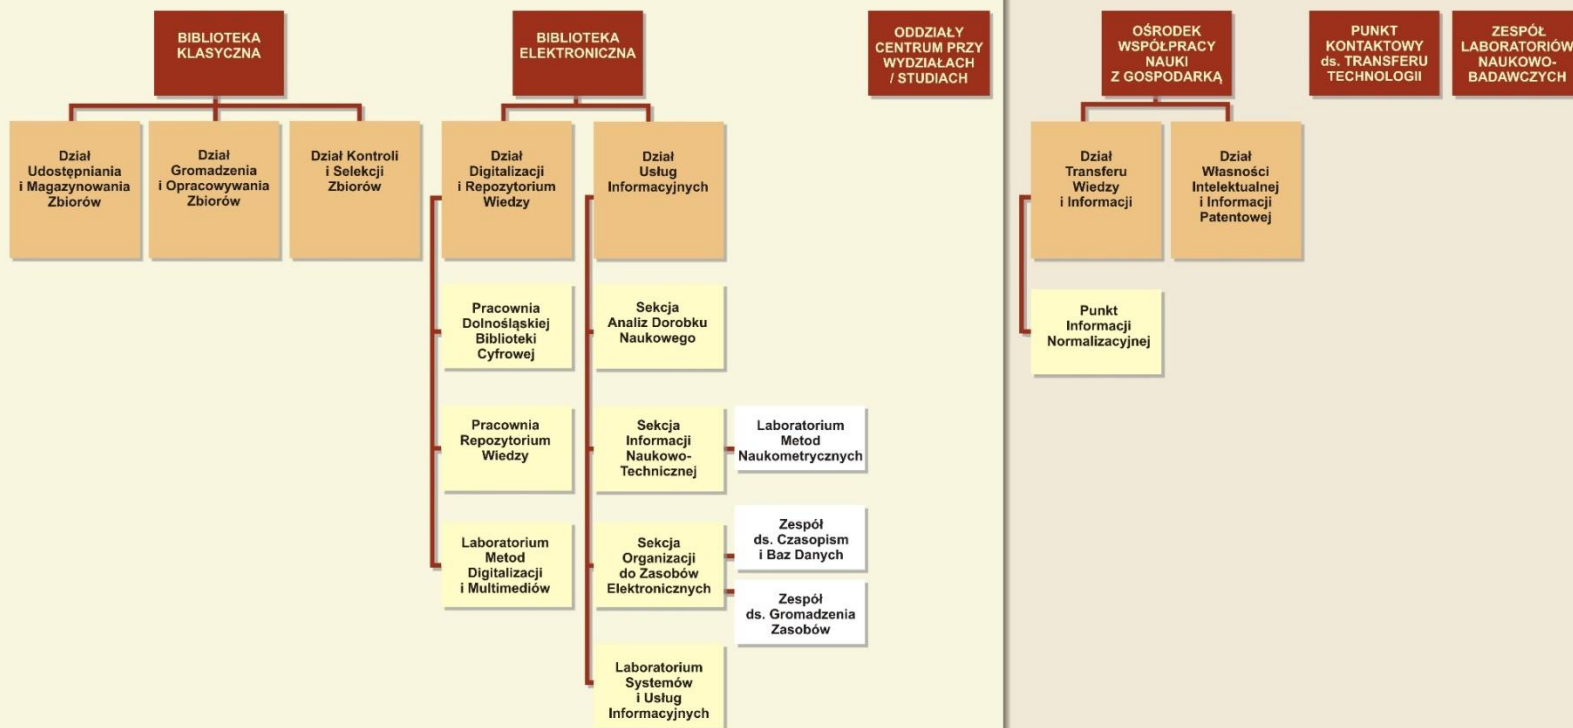 BIBLIOTEKA
KLASYCZNA
BIBLIOTEKA
ELEKTRONICZNA
ODDZIAŁY
CENTRUM PRZY
WYDZIAŁACH
/ STUDIACH
OŚRODEK
WSPÓŁPRACY
NAUKI
Z GOSPODARKĄ
PUNKT
KONTAKTOWY
ds. TRANSFERU
TECHNOLOGII
ZESPÓŁ
LABORATORIÓW
NAUKOWO-
BADAWCZYCH
Dział
Udostępniania
i Magazynowania
Zbiorów
Dział
Gromadzenia
i Opracowywania
Zbiorów
Dział Kontroli
i Selekcji
Zbiorów
Dział
Digitalizacji
i Repozytorium
Wiedzy
Dział
Usług
Informacyjnych
Dział
Transferu
Wiedzy
i Informacji
Dział
Własności
Intelektualnej
i Informacji
Patentowej
Pracownia
Dolnośląskiej
Biblioteki
Cyfrowej
Sekcja
Analiz Dorobku
Naukowego
Punkt
Informacji
Normalizacyjnej
Pracownia
Repozytorium
Wiedzy
Sekcja
Informacji
Naukowo-
Technicznej
Laboratorium
Metod
Naukometrycznych
Laboratorium
Metod
Digitalizacji
i Multimediów
Sekcja
Organizacji
do Zasobów
Elektronicznych
Zespół
ds. Czasopism
i Baz Danych
Zespół
ds. Gromadzenia
Zasobów
Laboratorium
Systemów
i Usług
Informacyjnych